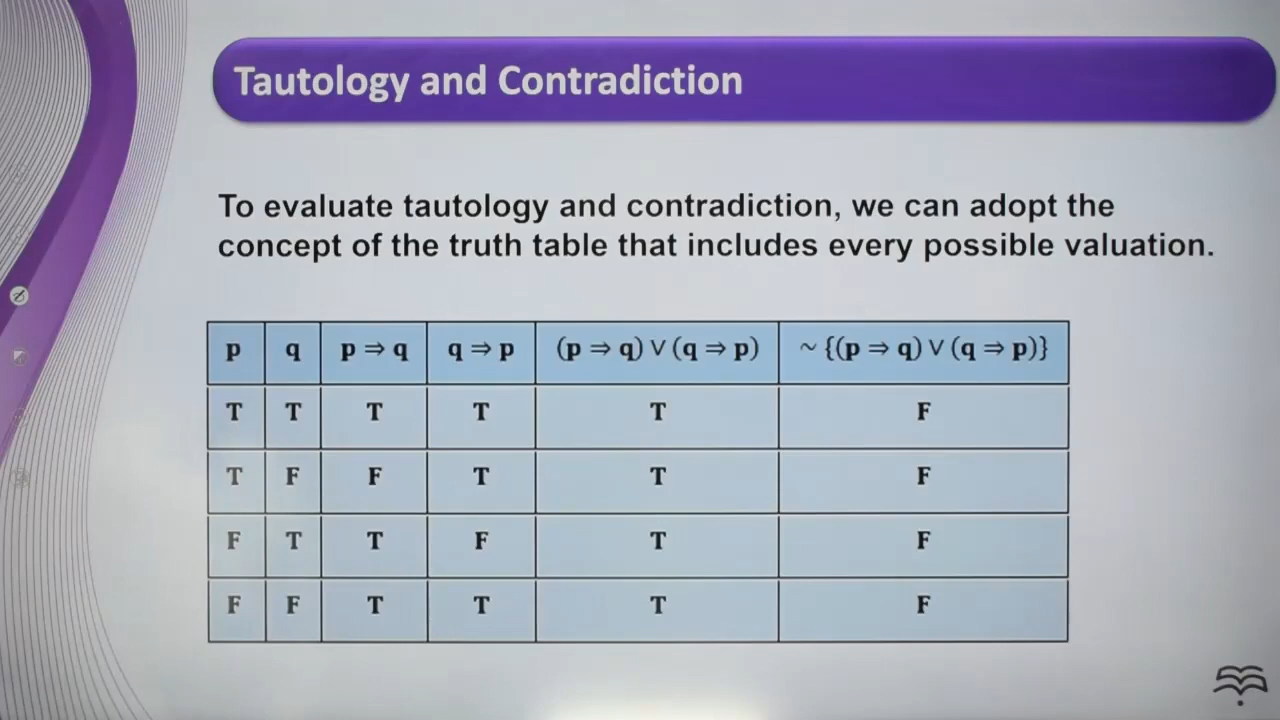 Tautology and Contradiction
To evaluate tautology and contradiction, we can adopt the
concept of the truth table that includes every possible valuation.
p q p ⇒ q q ⇒ p (p ⇒ q) ∨ (q ⇒ p) ~ {(p ⇒ q) ∨ (q ⇒ p)}
T T T T T F
T F F T T F
F T T F T F
F F T T T F